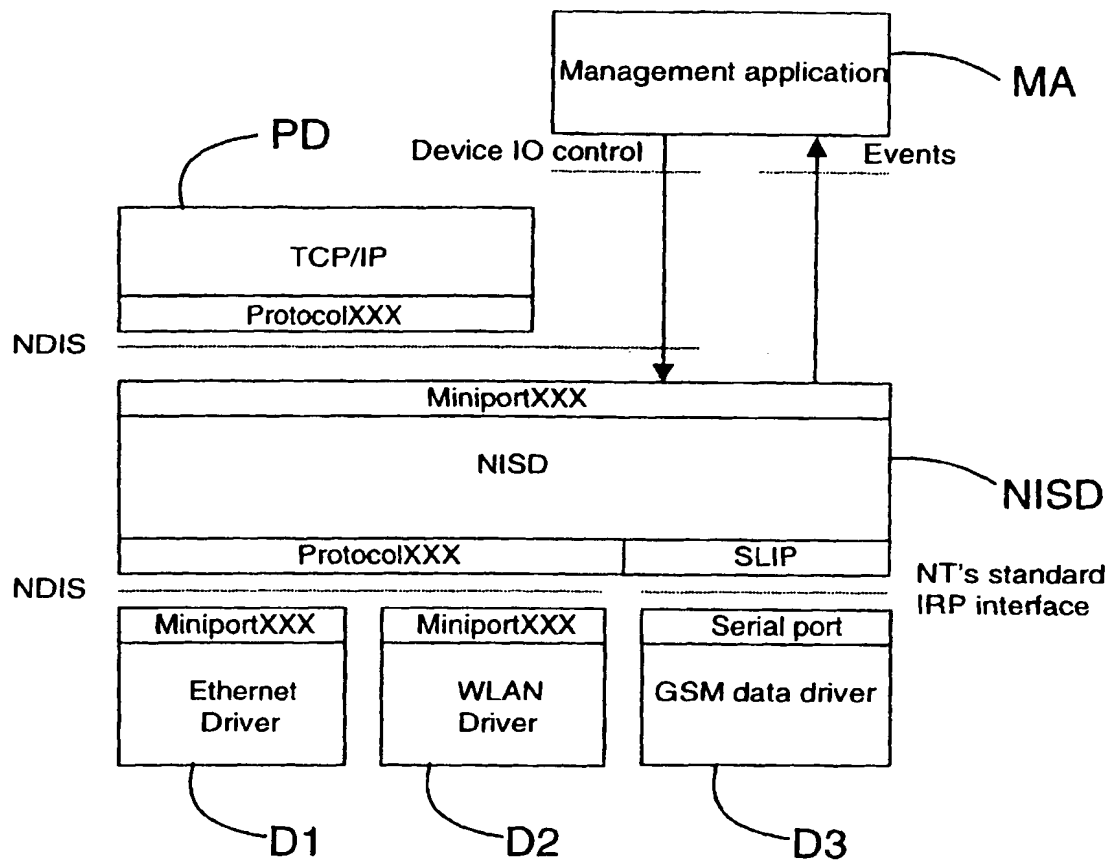 Management application
MA
PD
Device IO control
Events
TCP/IP
ProtocolXXX
NDIS
MiniportXXX
NISD
NISD
ProtocolXXX
SLIP
NDIS
NT's standard
IRP interface
MiniportXXX
MiniportXXX
Serial port
Ethernet
Driver
WLAN
Driver
GSM data driver
D1
D2
D3